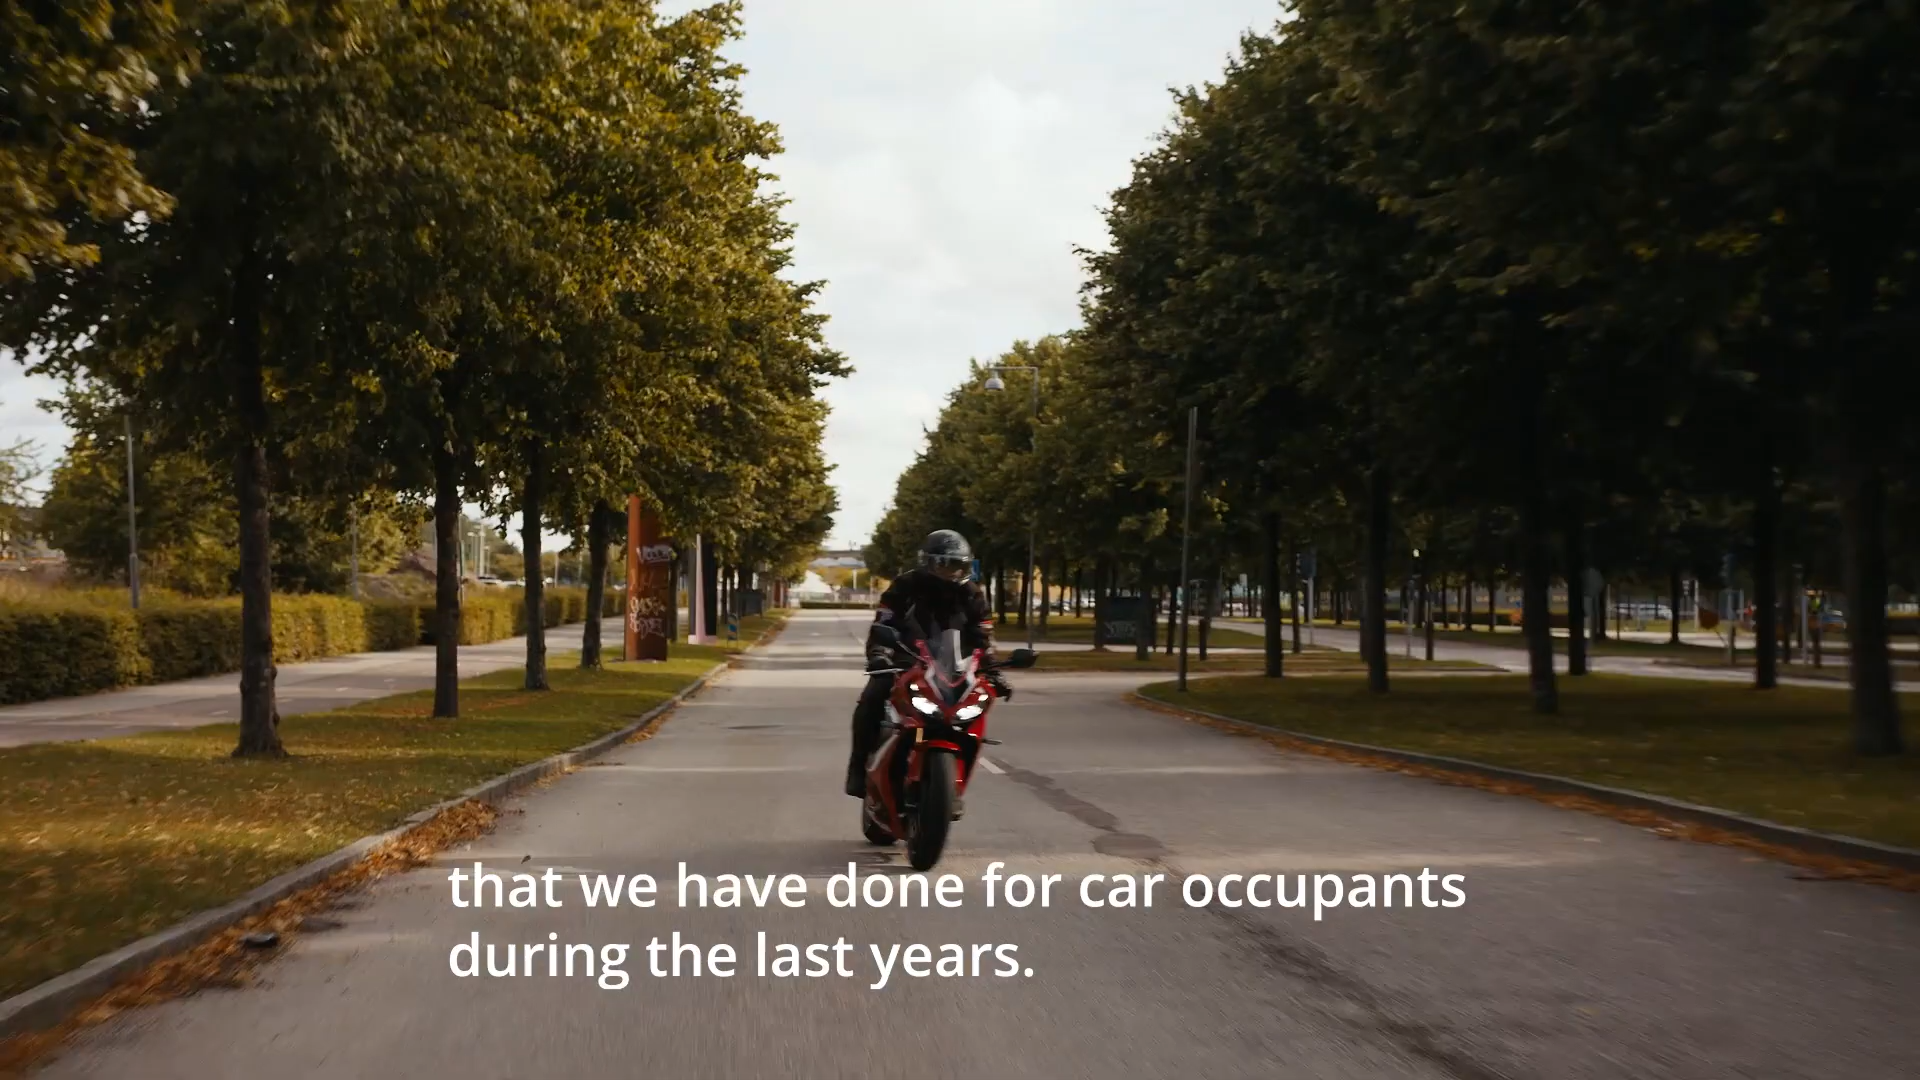 that we have done for car occupants
during the last years.